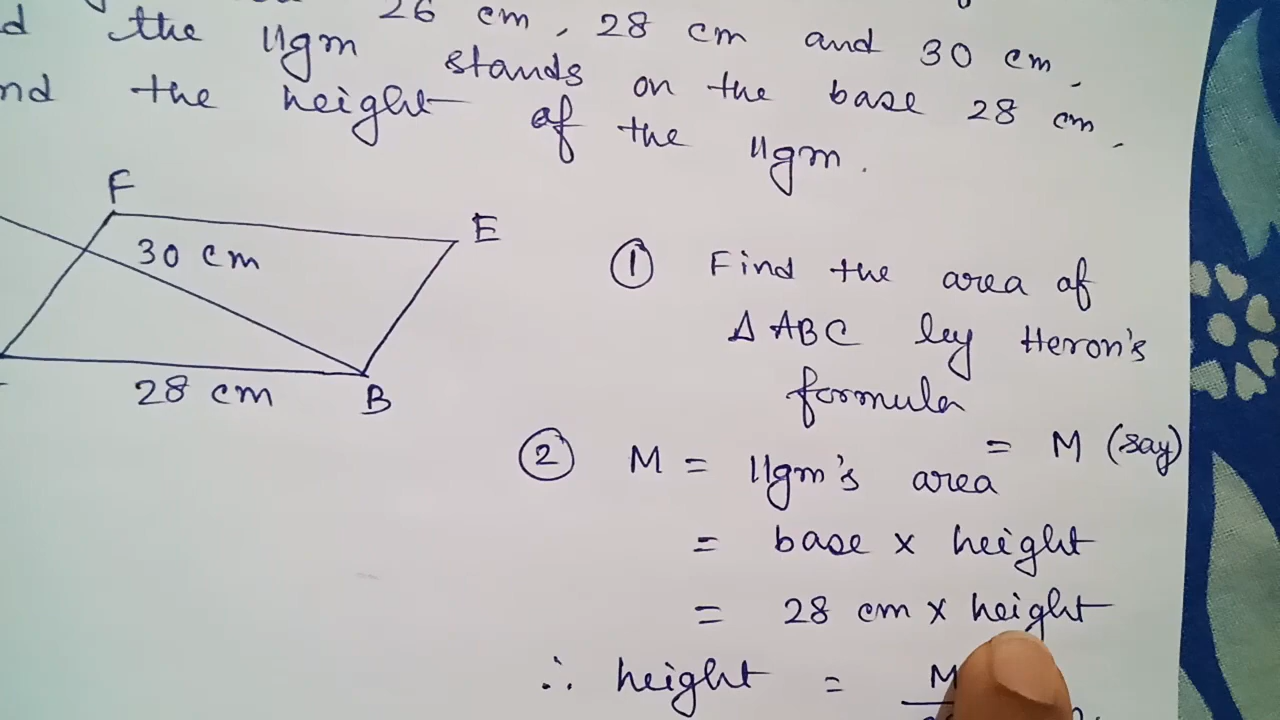 26 cm, 28 cm and 30 cm,
d the llgm stands on the base 28 cm.
nd the height of the llgm.
F
E
30 cm
28 cm B
① Find the area of
Δ ABC by Heron's
formula
= M (say)
② M = llgm's area
= base x height
= 28 cm x height
∴ height = M